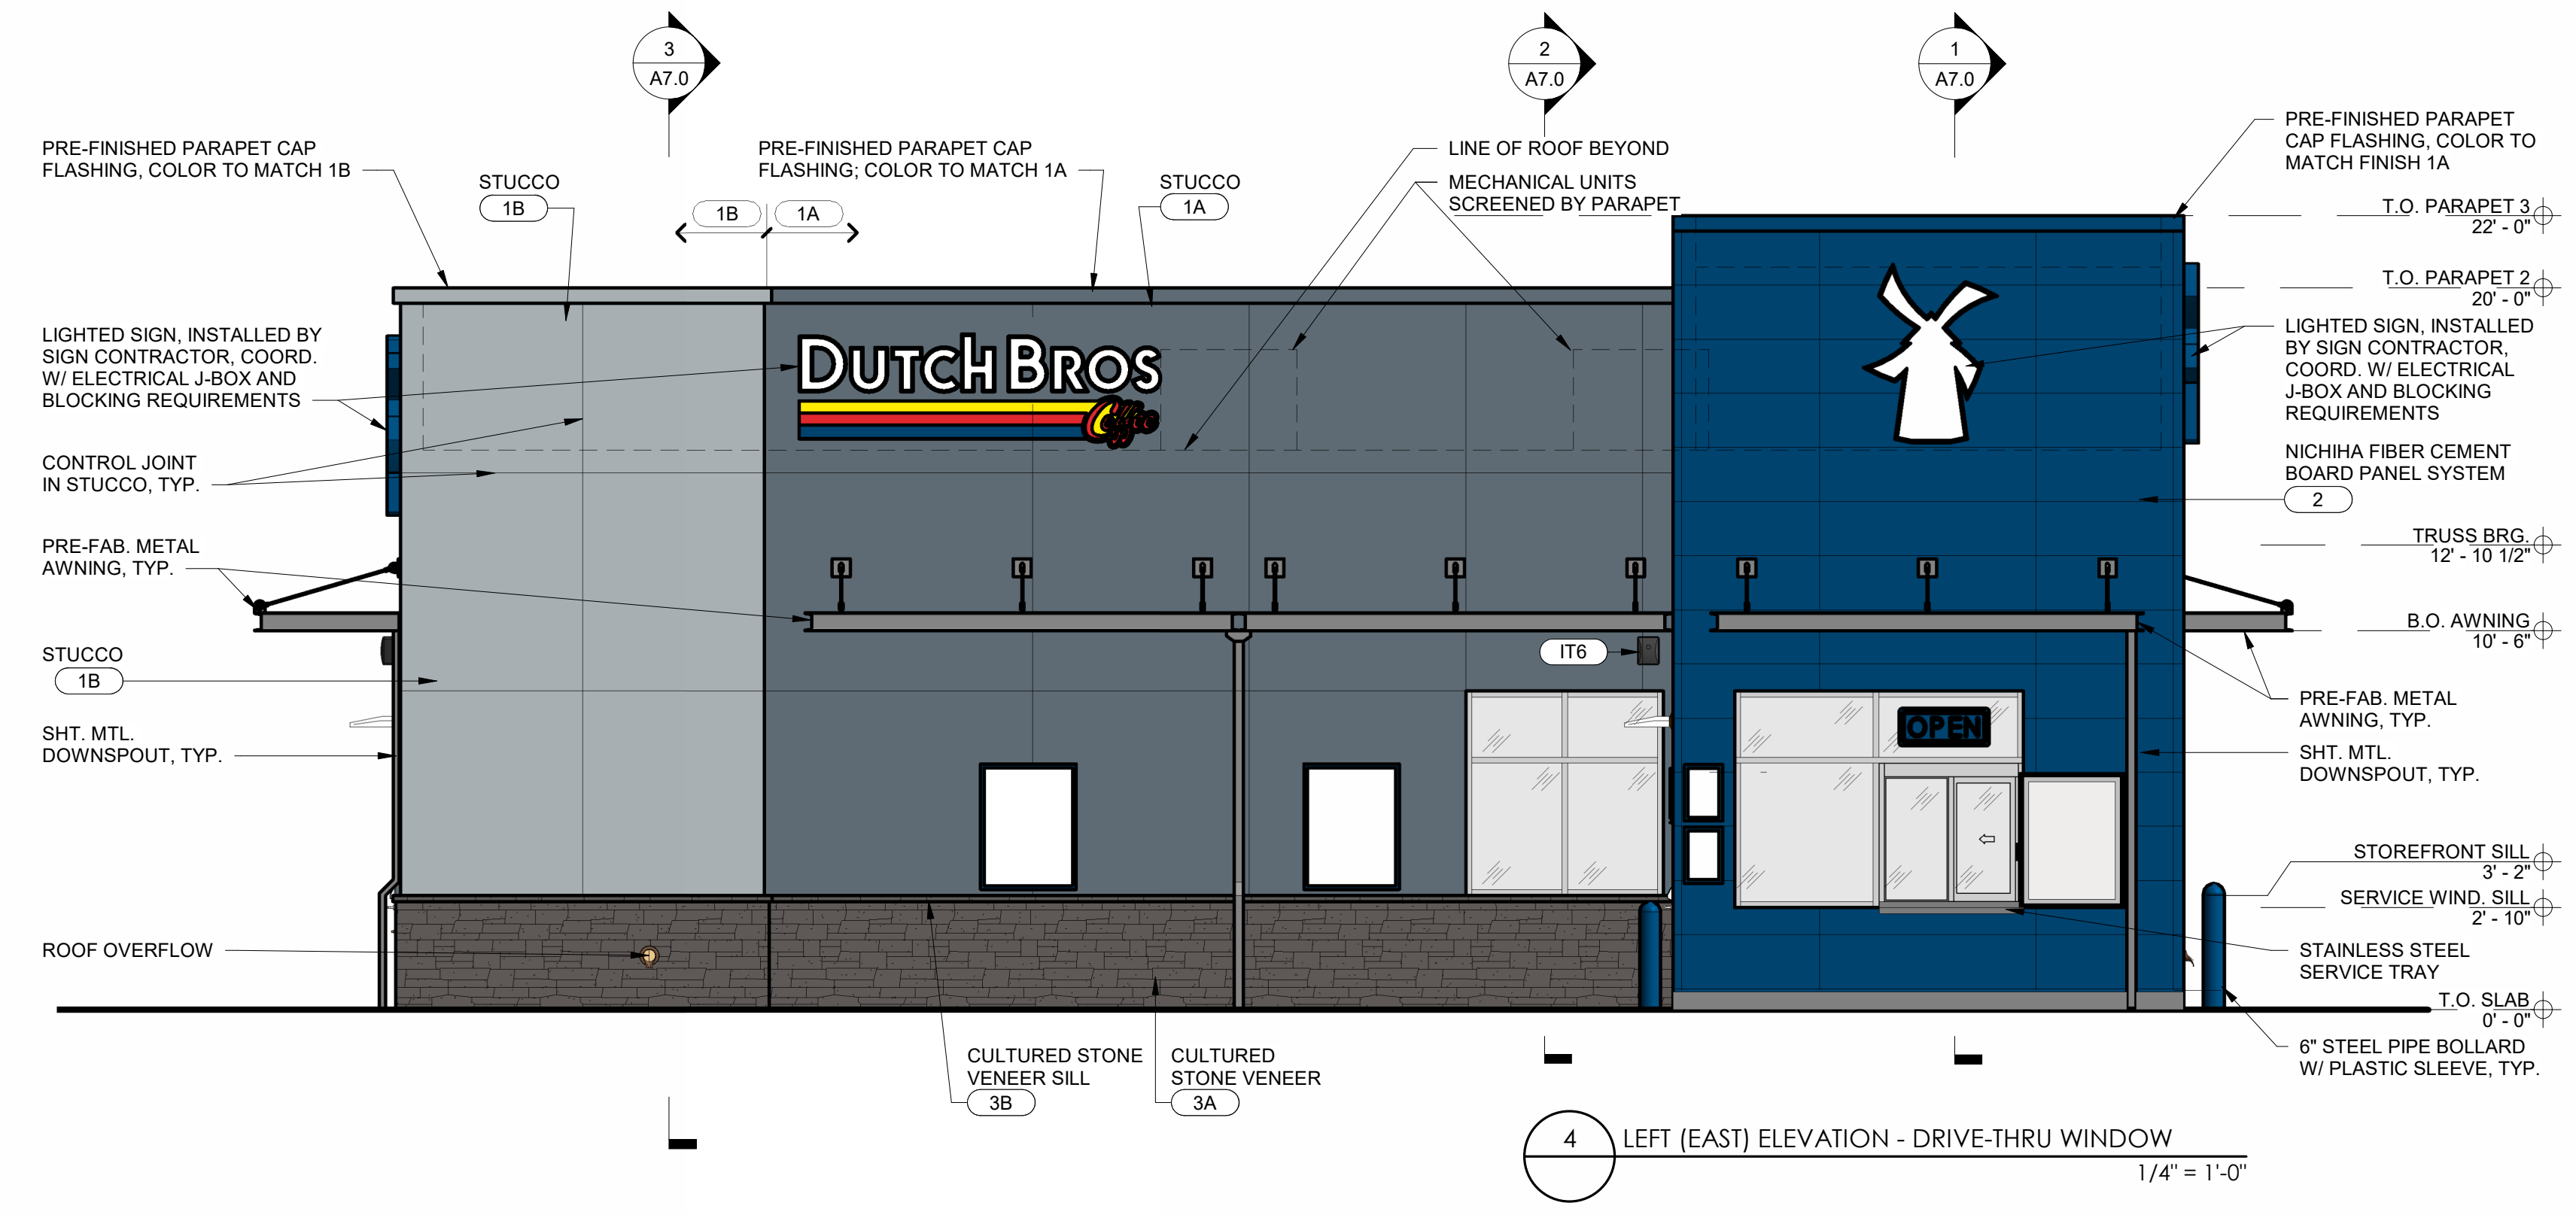 3
A7.0
2
A7.0
1
A7.0
PRE-FINISHED PARAPET CAP
FLASHING, COLOR TO MATCH 1B
STUCCO
1B
1B
1A
PRE-FINISHED PARAPET CAP
FLASHING; COLOR TO MATCH 1A
STUCCO
1A
LINE OF ROOF BEYOND
MECHANICAL UNITS
SCREENED BY PARAPET
PRE-FINISHED PARAPET
CAP FLASHING, COLOR TO
MATCH FINISH 1A
T.O. PARAPET 3
22' - 0"
T.O. PARAPET 2
20' - 0"
LIGHTED SIGN, INSTALLED BY
SIGN CONTRACTOR, COORD.
W/ ELECTRICAL J-BOX AND
BLOCKING REQUIREMENTS
DUTCH BROS
Coffee
LIGHTED SIGN, INSTALLED
BY SIGN CONTRACTOR,
COORD. W/ ELECTRICAL
J-BOX AND BLOCKING
REQUIREMENTS
CONTROL JOINT
IN STUCCO, TYP.
NICHIHA FIBER CEMENT
BOARD PANEL SYSTEM
2
PRE-FAB. METAL
AWNING, TYP.
TRUSS BRG.
12' - 10 1/2"
B.O. AWNING
10' - 6"
STUCCO
1B
IT6
SHT. MTL.
DOWNSPOUT, TYP.
OPEN
PRE-FAB. METAL
AWNING, TYP.
SHT. MTL.
DOWNSPOUT, TYP.
STOREFRONT SILL
3' - 2"
SERVICE WIND. SILL
2' - 10"
ROOF OVERFLOW
STAINLESS STEEL
SERVICE TRAY
T.O. SLAB
0' - 0"
CULTURED STONE
VENEER SILL
3B
CULTURED
STONE VENEER
3A
6" STEEL PIPE BOLLARD
W/ PLASTIC SLEEVE, TYP.
4
LEFT (EAST) ELEVATION - DRIVE-THRU WINDOW
1/4" = 1'-0"